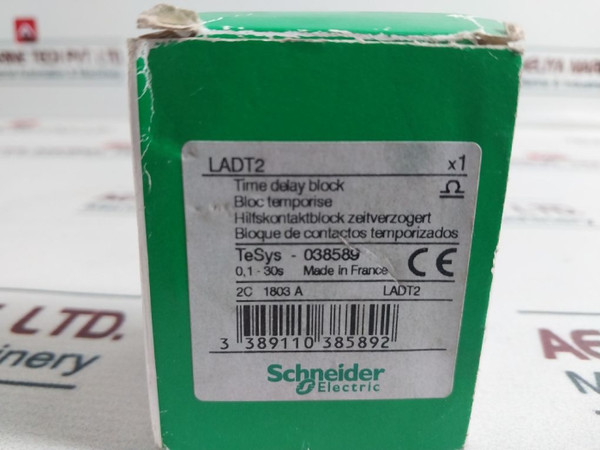 LADT2 x1
Time delay block
Bloc temporise
Hilfskontaktblock zeitverzogert
Bloque de contactos temporizados
TeSys - 038589
0,1 - 30s Made in France CE
2C 1803 A LADT2
3 389110 385892
Schneider
Electric
LTD.